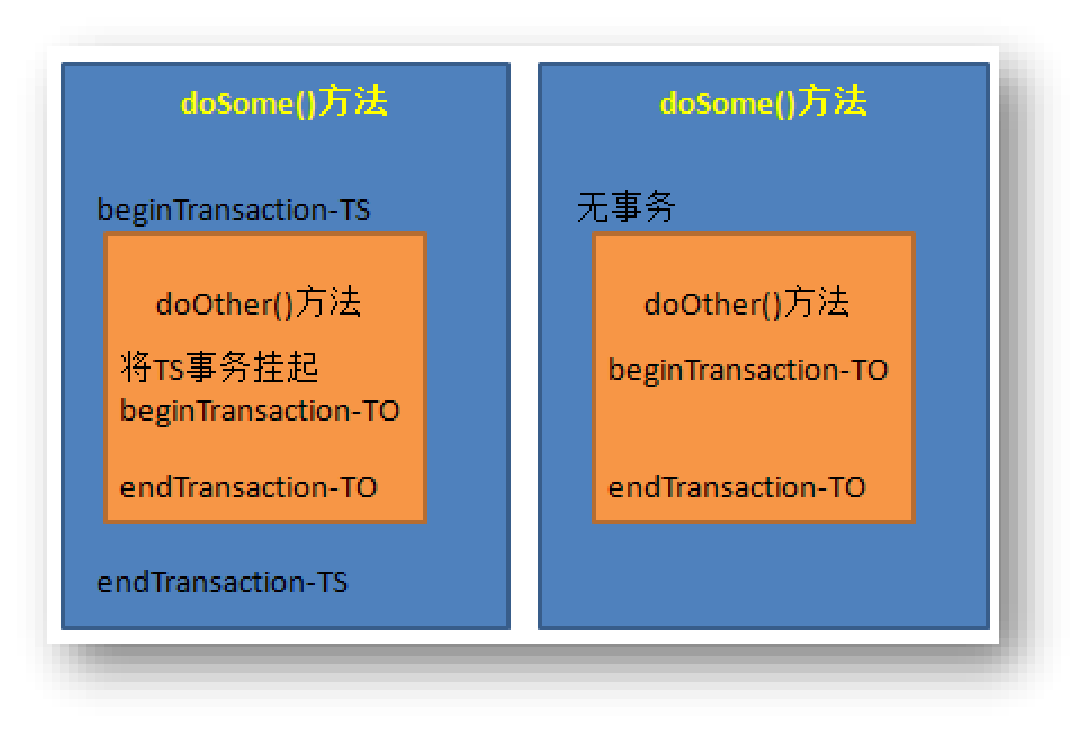 doSome()方法
beginTransaction-TS
doOther()方法
将TS事务挂起
beginTransaction-TO
endTransaction-TO
endTransaction-TS
doSome()方法
无事务
doOther()方法
beginTransaction-TO
endTransaction-TO